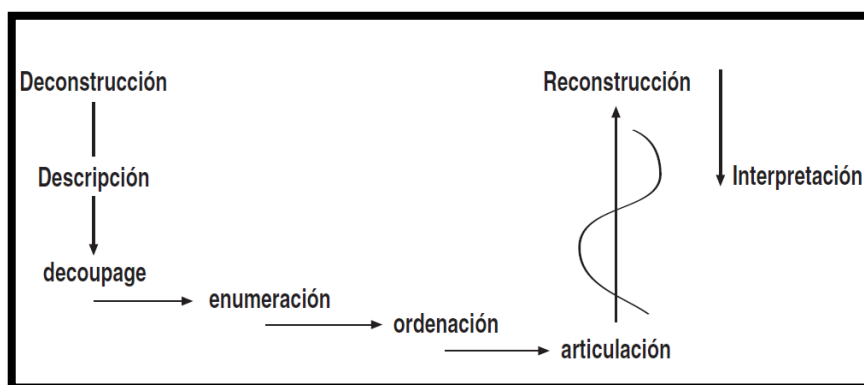 Deconstrucción
Reconstrucción
Descripción
Interpretación
decoupage
enumeración
ordenación
articulación